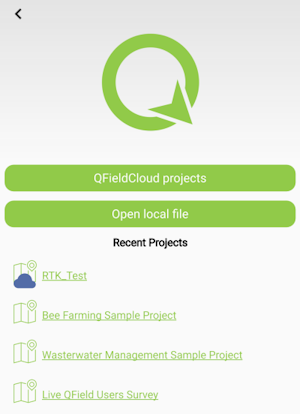 QFieldCloud projects
Open local file
Recent Projects
RTK_Test
Bee Farming Sample Project
Wasterwater Management Sample Project
Live QField Users Survey